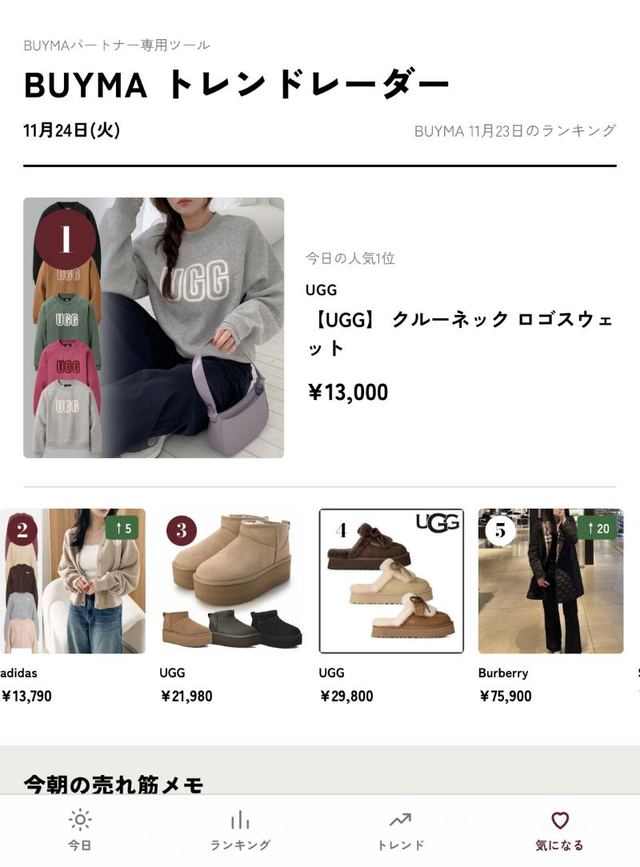 BUYMAパートナー専用ツール
BUYMA トレンドレーダー
11月24日(火)
BUYMA 11月23日のランキング
1
UGG
UGG
UGG
UGG
UGG
今日の人気1位
UGG
【UGG】 クルーネック ロゴスウェ
ット
¥13,000
2
↑5
adidas
¥13,790
3
UGG
¥21,980
4
UGG
UGG
¥29,800
5
↑20
Burberry
¥75,900
今朝の売れ筋メモ
今日
ランキング
トレンド
気になる